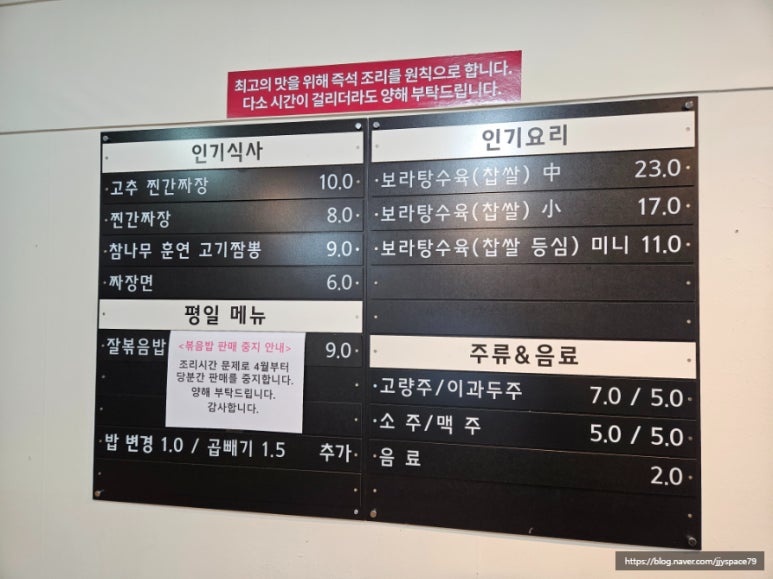 최고의 맛을 위해 즉석 조리를 원칙으로 합니다.
다소 시간이 걸리더라도 양해 부탁드립니다.
인기식사
고추 찐간짜장 10.0
찐간짜장 8.0
참나무 훈연 고기짬뽕 9.0
짜장면 6.0
평일 메뉴
잘볶음밥 9.0
<볶음밥 판매 중지 안내>
조리시간 문제로 4월부터
당분간 판매를 중지합니다.
양해 부탁드립니다.
감사합니다.
밥 변경 1.0 / 곱빼기 1.5 추가
인기요리
보라탕수육(찹쌀) 中 23.0
보라탕수육(찹쌀) 小 17.0
보라탕수육(찹쌀 등심) 미니 11.0
주류&음료
고량주/이과두주 7.0 / 5.0
소 주/맥 주 5.0 / 5.0
음 료 2.0
https://blog.naver.com/jjyspace79